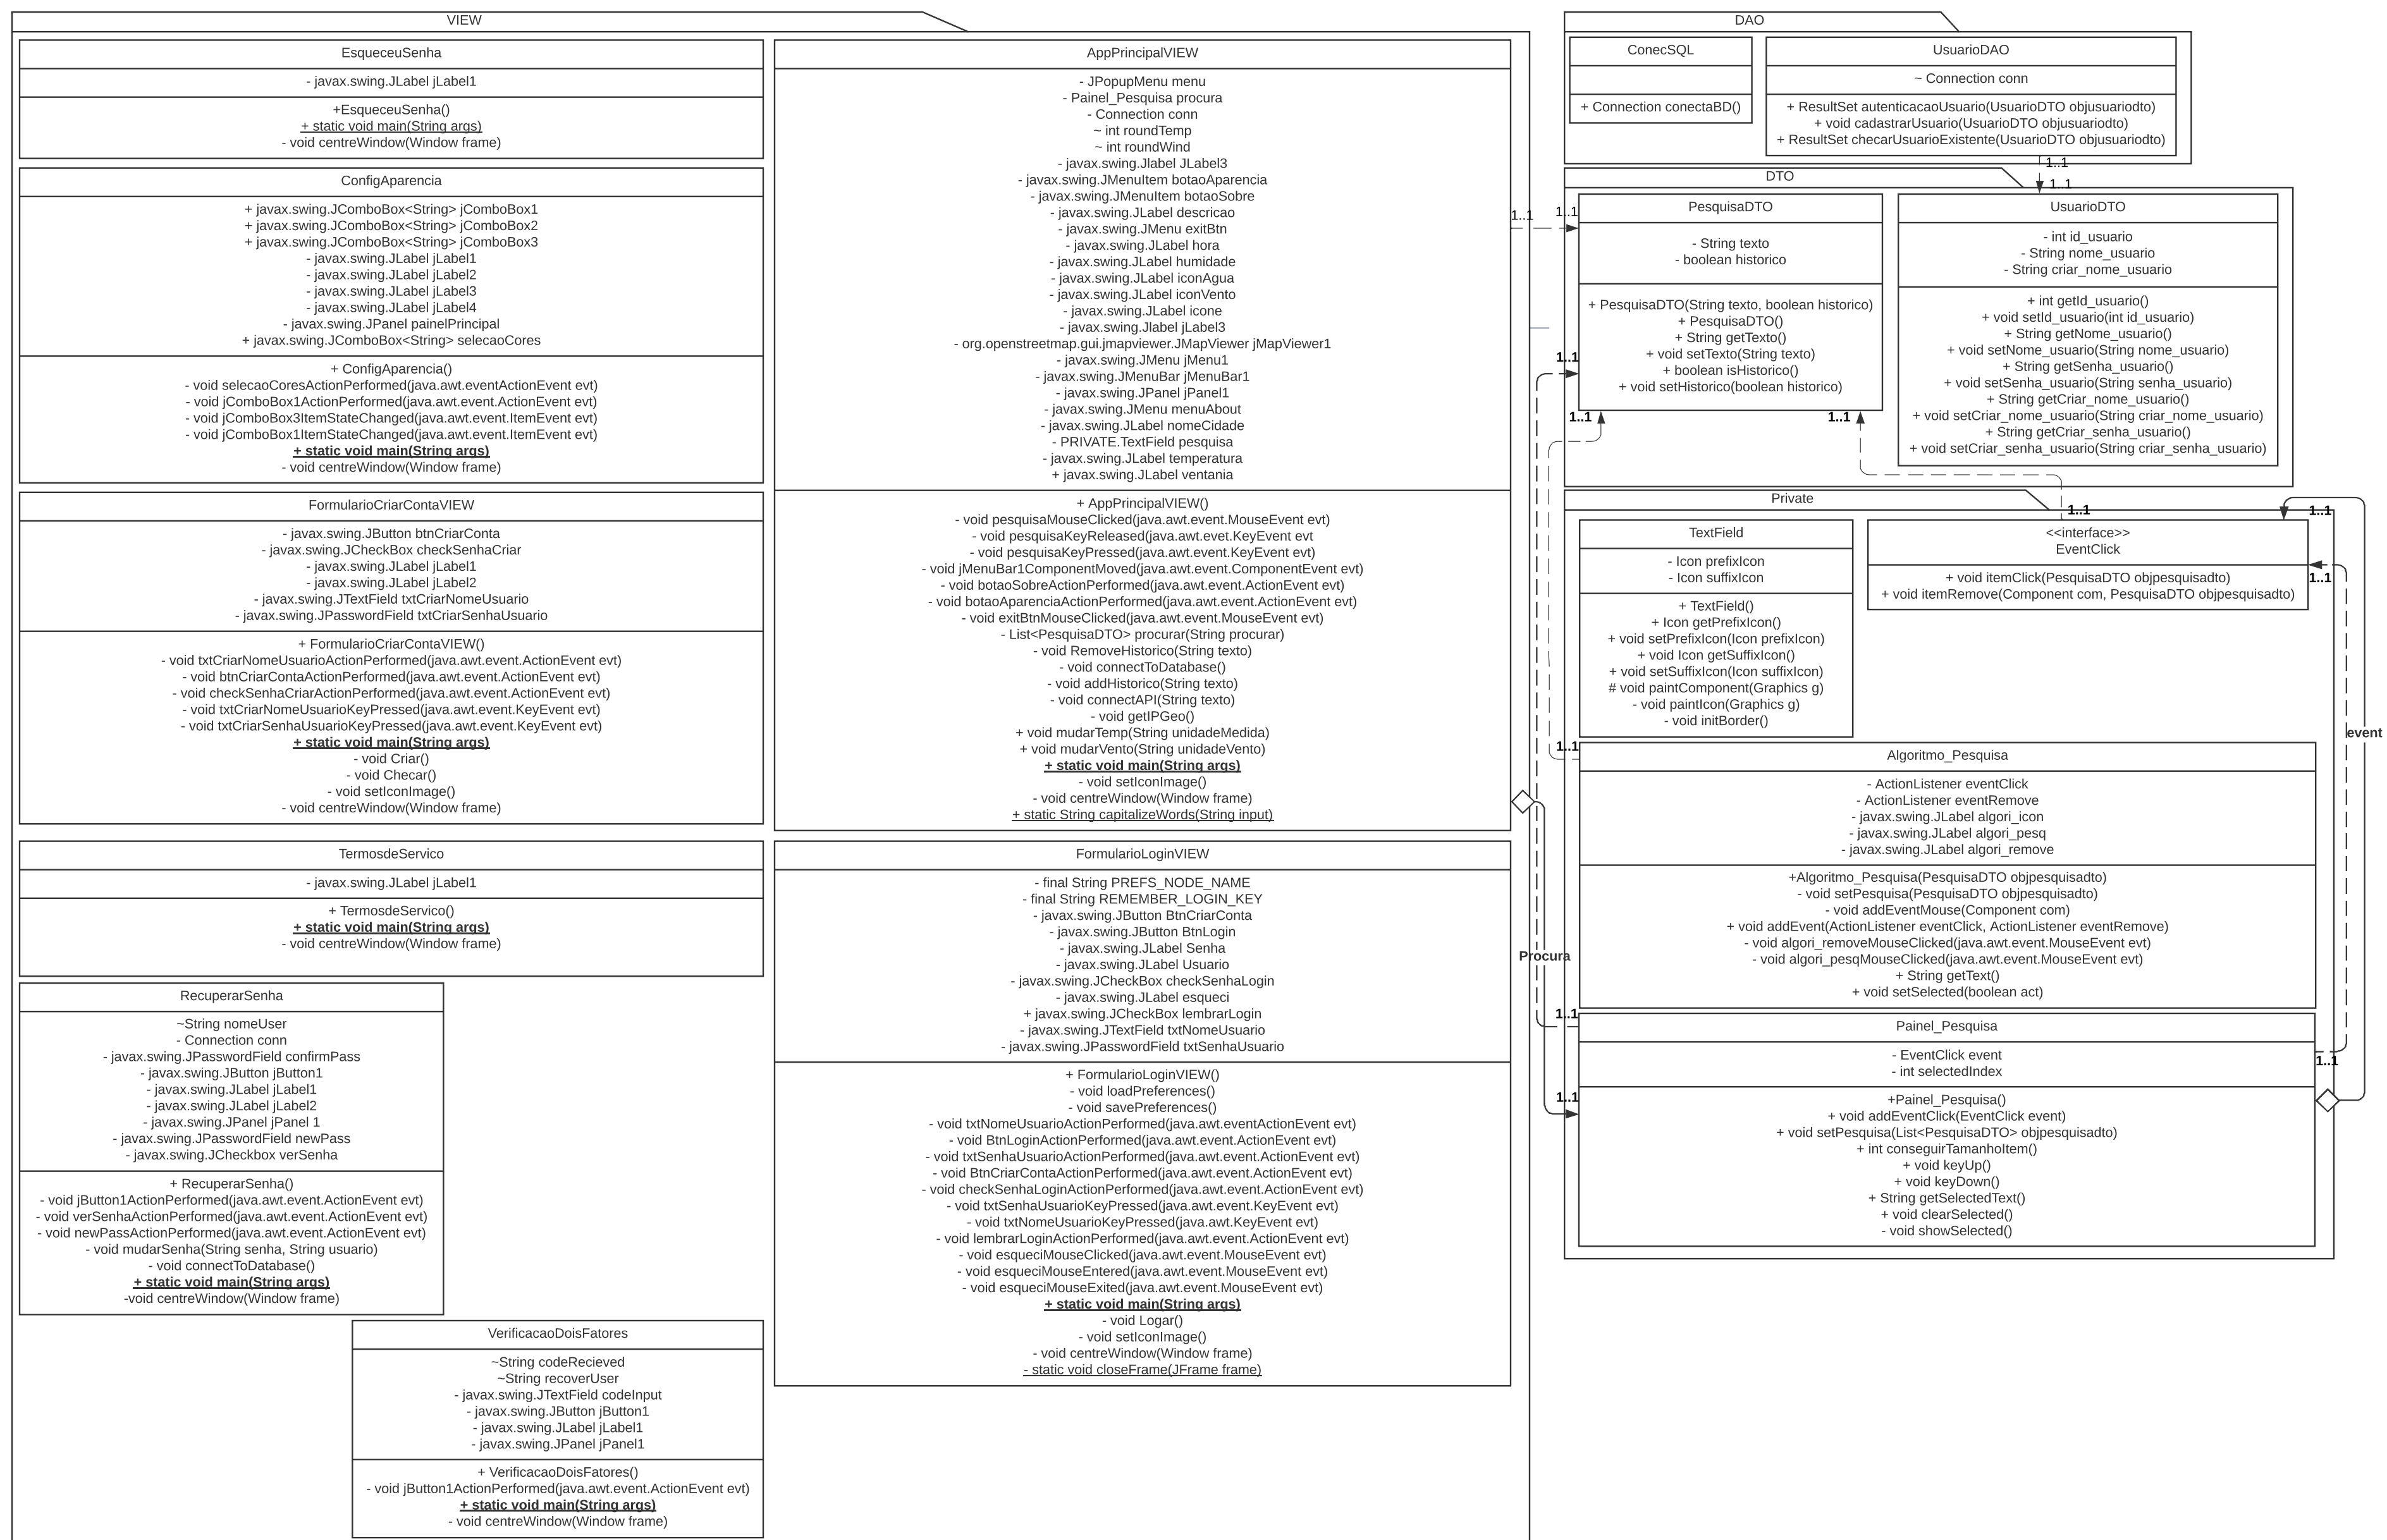 VIEW
EsqueceuSenha
- javax.swing.JLabel jLabel1
+EsqueceuSenha()
+ static void main(String args)
- void centreWindow(Window frame)
ConfigAparencia
+ javax.swing.JComboBox<String> jComboBox1
+ javax.swing.JComboBox<String> jComboBox2
+ javax.swing.JComboBox<String> jComboBox3
- javax.swing.JLabel jLabel1
- javax.swing.JLabel jLabel2
- javax.swing.JLabel jLabel3
- javax.swing.JLabel jLabel4
- javax.swing.JPanel painelPrincipal
+ javax.swing.JComboBox<String> selecaoCores
+ ConfigAparencia()
- void selecaoCoresActionPerformed(java.awt.eventActionEvent evt)
- void jComboBox1ActionPerformed(java.awt.event.ActionEvent evt)
- void jComboBox3ItemStateChanged(java.awt.event.ItemEvent evt)
- void jComboBox1ItemStateChanged(java.awt.event.ItemEvent evt)
+ static void main(String args)
- void centreWindow(Window frame)
FormularioCriarContaVIEW
- javax.swing.JButton btnCriarConta
- javax.swing.JCheckBox checkSenhaCriar
- javax.swing.JLabel jLabel1
- javax.swing.JLabel jLabel2
- javax.swing.JTextField txtCriarNomeUsuario
- javax.swing.JPasswordField txtCriarSenhaUsuario
+ FormularioCriarContaVIEW()
- void txtCriarNomeUsuarioActionPerformed(java.awt.event.ActionEvent evt)
- void btnCriarContaActionPerformed(java.awt.event.ActionEvent evt)
- void checkSenhaCriarActionPerformed(java.awt.event.ActionEvent evt)
- void txtCriarNomeUsuarioKeyPressed(java.awt.event.KeyEvent evt)
- void txtCriarSenhaUsuarioKeyPressed(java.awt.event.KeyEvent evt)
+ static void main(String args)
- void Criar()
- void Checar()
- void setIconImage()
- void centreWindow(Window frame)
TermosdeServico
- javax.swing.JLabel jLabel1
+ TermosdeServico()
+ static void main(String args)
- void centreWindow(Window frame)
RecuperarSenha
~String nomeUser
- Connection conn
- javax.swing.JPasswordField confirmPass
- javax.swing.JButton jButton1
- javax.swing.JLabel jLabel1
- javax.swing.JLabel jLabel2
- javax.swing.JPanel jPanel 1
- javax.swing.JPasswordField newPass
- javax.swing.JCheckbox verSenha
+ RecuperarSenha()
- void jButton1ActionPerformed(java.awt.event.ActionEvent evt)
- void verSenhaActionPerformed(java.awt.event.ActionEvent evt)
- void newPassActionPerformed(java.awt.event.ActionEvent evt)
- void mudarSenha(String senha, String usuario)
- void connectToDatabase()
+ static void main(String args)
-void centreWindow(Window frame)
VerificacaoDoisFatores
~String codeRecieved
~String recoverUser
- javax.swing.JTextField codeInput
- javax.swing.JButton jButton1
- javax.swing.JLabel jLabel1
- javax.swing.JPanel jPanel1
+ VerificacaoDoisFatores()
- void jButton1ActionPerformed(java.awt.event.ActionEvent evt)
+ static void main(String args)
- void centreWindow(Window frame)
AppPrincipalVIEW
- JPopupMenu menu
- Painel_Pesquisa procura
- Connection conn
~ int roundTemp
~ int roundWind
- javax.swing.Jlabel JLabel3
- javax.swing.JMenuItem botaoAparencia
- javax.swing.JMenuItem botaoSobre
- javax.swing.JLabel descricao
- javax.swing.JMenu exitBtn
- javax.swing.JLabel hora
- javax.swing.JLabel humidade
- javax.swing.JLabel iconAgua
- javax.swing.JLabel iconVento
- javax.swing.JLabel icone
- javax.swing.Jlabel jLabel3
- org.openstreetmap.gui.jmapviewer.JMapViewer jMapViewer1
- javax.swing.JMenu jMenu1
- javax.swing.JMenuBar jMenuBar1
- javax.swing.JPanel jPanel1
- javax.swing.JMenu menuAbout
- javax.swing.JLabel nomeCidade
- PRIVATE.TextField pesquisa
- javax.swing.JLabel temperatura
+ javax.swing.JLabel ventania
+ AppPrincipalVIEW()
- void pesquisaMouseClicked(java.awt.event.MouseEvent evt)
- void pesquisaKeyReleased(java.awt.evet.KeyEvent evt
- void pesquisaKeyPressed(java.awt.event.KeyEvent evt)
- void jMenuBar1ComponentMoved(java.awt.event.ComponentEvent evt)
- void botaoSobreActionPerformed(java.awt.event.ActionEvent evt)
- void botaoAparenciaActionPerformed(java.awt.event.ActionEvent evt)
- void exitBtnMouseClicked(java.awt.event.MouseEvent evt)
- List<PesquisaDTO> procurar(String procurar)
- void RemoveHistorico(String texto)
- void connectToDatabase()
- void addHistorico(String texto)
- void connectAPI(String texto)
- void getIPGeo()
+ void mudarTemp(String unidadeMedida)
+ void mudarVento(String unidadeVento)
+ static void main(String args)
- void setIconImage()
- void centreWindow(Window frame)
+ static String capitalizeWords(String input)
FormularioLoginVIEW
- final String PREFS_NODE_NAME
- final String REMEMBER_LOGIN_KEY
- javax.swing.JButton BtnCriarConta
- javax.swing.JButton BtnLogin
- javax.swing.JLabel Senha
- javax.swing.JLabel Usuario
- javax.swing.JCheckBox checkSenhaLogin
- javax.swing.JLabel esqueci
+ javax.swing.JCheckBox lembrarLogin
- javax.swing.JTextField txtNomeUsuario
- javax.swing.JPasswordField txtSenhaUsuario
+ FormularioLoginVIEW()
- void loadPreferences()
- void savePreferences()
- void txtNomeUsuarioActionPerformed(java.awt.eventActionEvent evt)
- void BtnLoginActionPerformed(java.awt.event.ActionEvent evt)
- void txtSenhaUsuarioActionPerformed(java.awt.event.ActionEvent evt)
- void BtnCriarContaActionPerformed(java.awt.event.ActionEvent evt)
- void checkSenhaLoginActionPerformed(java.awt.event.ActionEvent evt)
- void txtSenhaUsuarioKeyPressed(java.awt.event.KeyEvent evt)
- void txtNomeUsuarioKeyPressed(java.awt.KeyEvent evt)
- void lembrarLoginActionPerformed(java.awt.event.ActionEvent evt)
- void esqueciMouseClicked(java.awt.event.MouseEvent evt)
- void esqueciMouseEntered(java.awt.event.MouseEvent evt)
- void esqueciMouseExited(java.awt.event.MouseEvent evt)
+ static void main(String args)
- void Logar()
- void setIconImage()
- void centreWindow(Window frame)
- static void closeFrame(JFrame frame)
DAO
ConecSQL
+ Connection conectaBD()
UsuarioDAO
~ Connection conn
+ ResultSet autenticacaoUsuario(UsuarioDTO objusuariodto)
+ void cadastrarUsuario(UsuarioDTO objusuariodto)
+ ResultSet checarUsuarioExistente(UsuarioDTO objusuariodto)
1..1
1..1
DTO
1..1
1..1
PesquisaDTO
- String texto
- boolean historico
+ PesquisaDTO(String texto, boolean historico)
+ PesquisaDTO()
+ String getTexto()
+ void setTexto(String texto)
+ boolean isHistorico()
+ void setHistorico(boolean historico)
1..1
1..1
1..1
UsuarioDTO
- int id_usuario
- String nome_usuario
- String criar_nome_usuario
+ int getId_usuario()
+ void setId_usuario(int id_usuario)
+ String getNome_usuario()
+ void setNome_usuario(String nome_usuario)
+ String getSenha_usuario()
+ void setSenha_usuario(String senha_usuario)
+ String getCriar_nome_usuario()
+ void setCriar_nome_usuario(String criar_nome_usuario)
+ String getCriar_senha_usuario()
+ void setCriar_senha_usuario(String criar_senha_usuario)
Private
1..1
1..1
TextField
- Icon prefixIcon
- Icon suffixIcon
+ TextField()
+ Icon getPrefixIcon()
+ void setPrefixIcon(Icon prefixIcon)
+ void Icon getSuffixIcon()
+ void setSuffixIcon(Icon suffixIcon)
# void paintComponent(Graphics g)
- void paintIcon(Graphics g)
- void initBorder()
<<interface>>
EventClick
+ void itemClick(PesquisaDTO objpesquisadto)
+ void itemRemove(Component com, PesquisaDTO objpesquisadto)
1..1
event
1..1
Algoritmo_Pesquisa
- ActionListener eventClick
- ActionListener eventRemove
- javax.swing.JLabel algori_icon
- javax.swing.JLabel algori_pesq
- javax.swing.JLabel algori_remove
+Algoritmo_Pesquisa(PesquisaDTO objpesquisadto)
- void setPesquisa(PesquisaDTO objpesquisadto)
- void addEventMouse(Component com)
+ void addEvent(ActionListener eventClick, ActionListener eventRemove)
- void algori_removeMouseClicked(java.awt.event.MouseEvent evt)
- void algori_pesqMouseClicked(java.awt.event.MouseEvent evt)
+ String getText()
+ void setSelected(boolean act)
Procura
1..1
Painel_Pesquisa
- EventClick event
- int selectedIndex
1..1
1..1
+Painel_Pesquisa()
+ void addEventClick(EventClick event)
+ void setPesquisa(List<PesquisaDTO> objpesquisadto)
+ int conseguirTamanhoItem()
+ void keyUp()
+ void keyDown()
+ String getSelectedText()
+ void clearSelected()
- void showSelected()